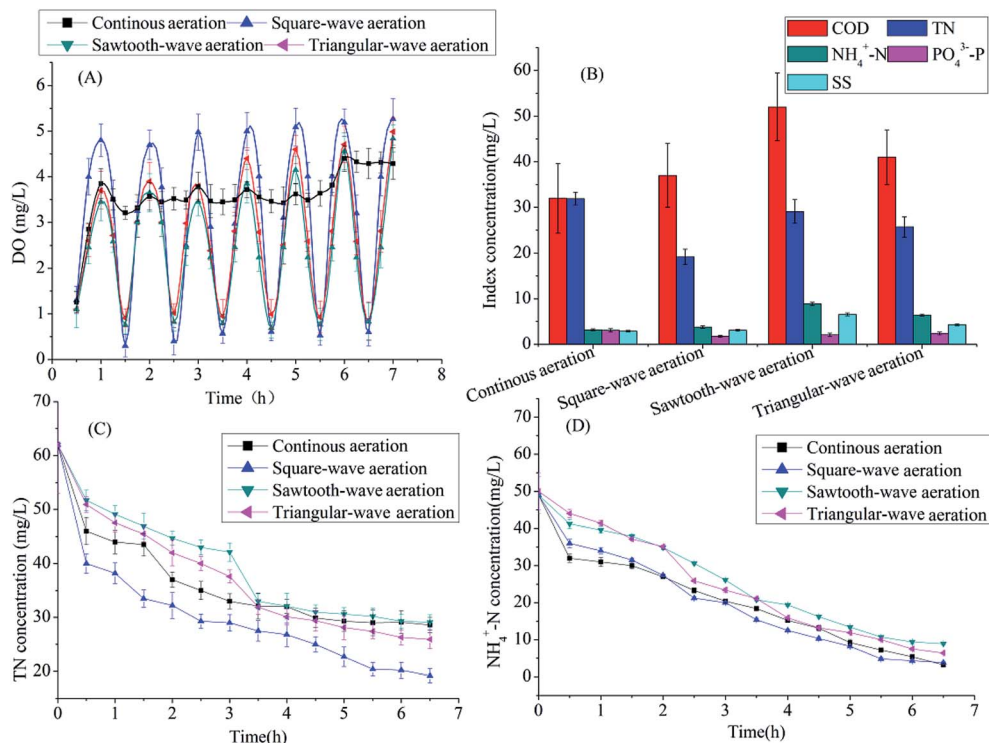 Continous aeration
Square-wave aeration
Sawtooth-wave aeration
Triangular-wave aeration
(A)
6
5
4
3
2
1
0
DO (mg/L)
0 1 2 3 4 5 6 7
Time (h)
COD
TN
NH4+-N
PO43--P
SS
(B)
60
50
40
30
20
10
0
Index concentration(mg/L)
Continous aeration
Square-wave aeration
Sawtooth-wave aeration
Triangular-wave aeration
(C)
Continous aeration
Square-wave aeration
Sawtooth-wave aeration
Triangular-wave aeration
70
60
50
40
30
20
TN concentration (mg/L)
0 1 2 3 4 5 6 7
Time(h)
(D)
Continous aeration
Square-wave aeration
Sawtooth-wave aeration
Triangular-wave aeration
70
60
50
40
30
20
10
0
NH4+-N concentration(mg/L)
0 1 2 3 4 5 6 7
Time(h)